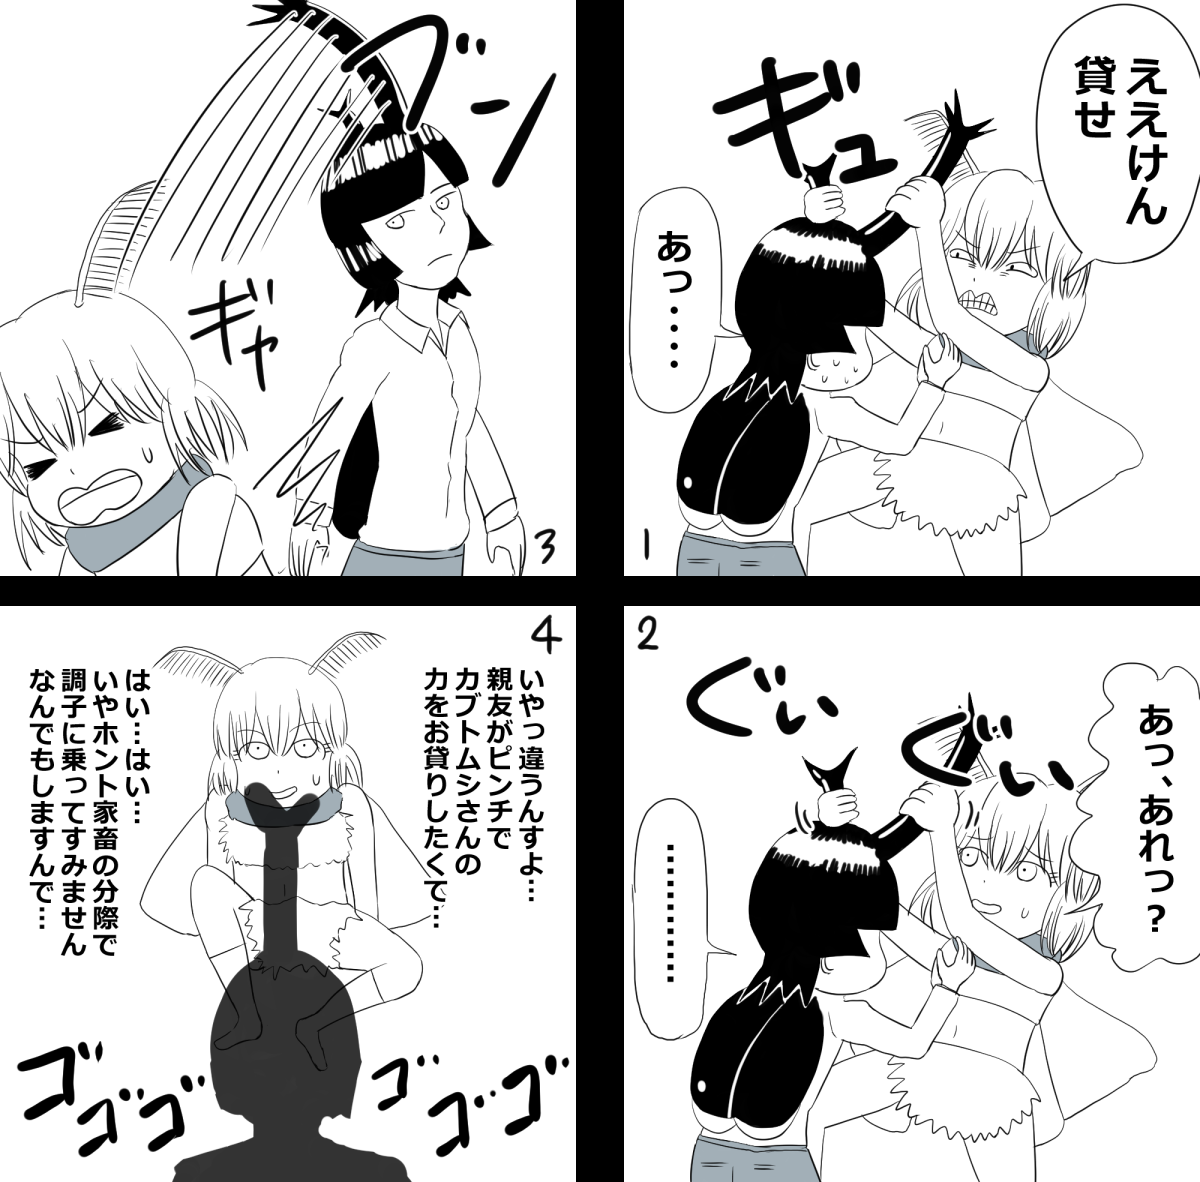 ええけん
貸せ
ギュ
あっ‥‥
1
あっ、あれっ?
ぐい
ぐい
‥‥‥‥‥‥
2
ブーン
ギャ
3
4
いやっ違うんすよ…
親友がピンチで
カブトムシさんの
力をお貸りしたくて…
はい…はい…
いやホント家畜の分際で
調子に乗ってすみません
なんでもしますんで…
ゴゴゴ
ゴゴゴ